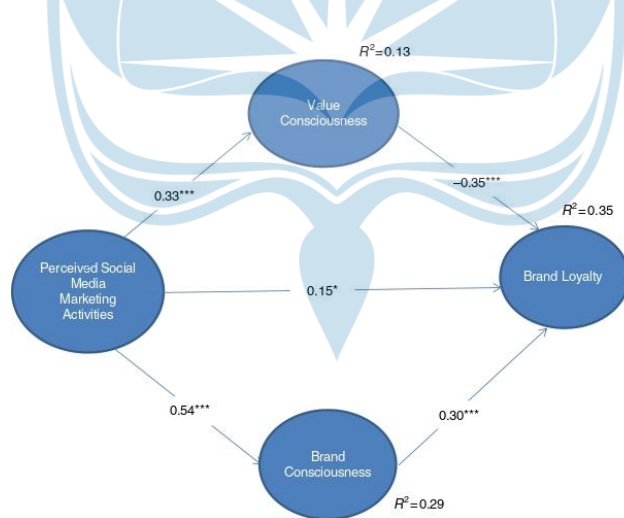 R²=0.13
Value
Consciousness
0.33***
–0.35***
R²=0.35
Perceived Social
Media
Marketing
Activities
0.15*
Brand Loyalty
0.54***
0.30***
Brand
Consciousness
R²=0.29